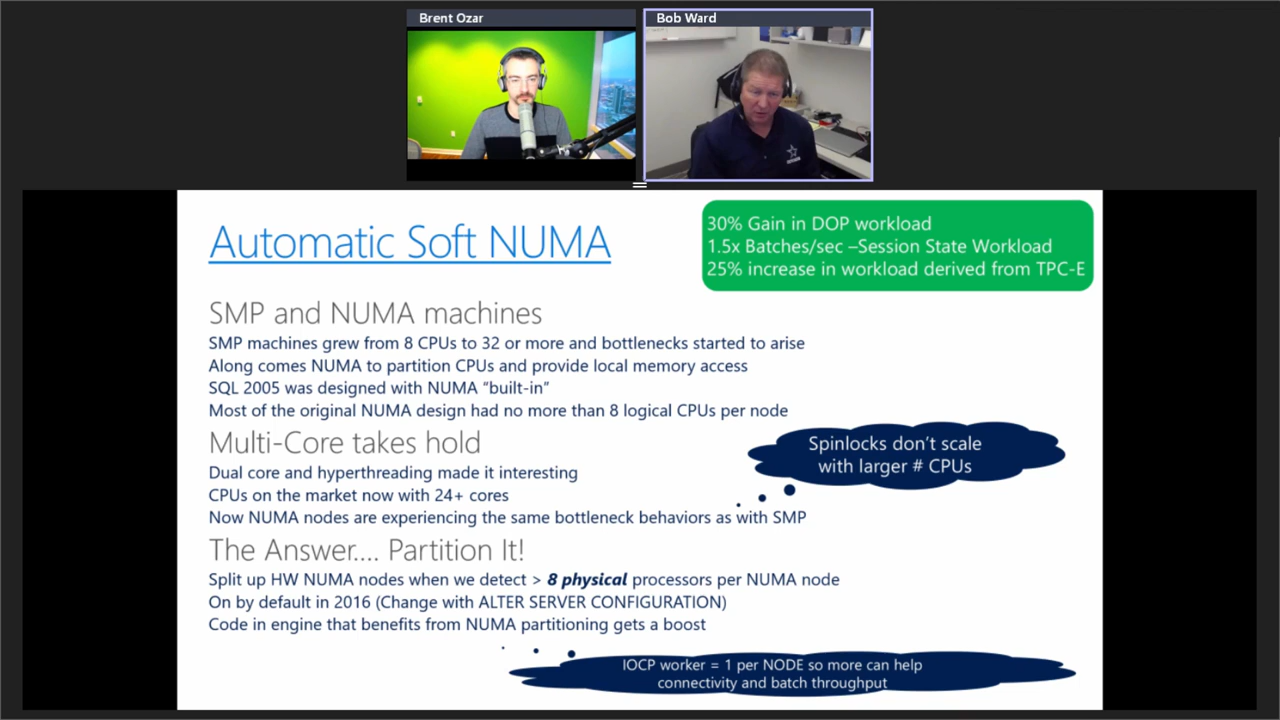 Brent Ozar
Bob Ward
Automatic Soft NUMA
30% Gain in DOP workload
1.5x Batches/sec –Session State Workload
25% increase in workload derived from TPC-E
SMP and NUMA machines
SMP machines grew from 8 CPUs to 32 or more and bottlenecks started to arise
Along comes NUMA to partition CPUs and provide local memory access
SQL 2005 was designed with NUMA “built-in”
Most of the original NUMA design had no more than 8 logical CPUs per node
Multi-Core takes hold
Dual core and hyperthreading made it interesting
CPUs on the market now with 24+ cores
Now NUMA nodes are experiencing the same bottleneck behaviors as with SMP
Spinlocks don’t scale
with larger # CPUs
The Answer.... Partition It!
Split up HW NUMA nodes when we detect > 8 physical processors per NUMA node
On by default in 2016 (Change with ALTER SERVER CONFIGURATION)
Code in engine that benefits from NUMA partitioning gets a boost
IOCP worker = 1 per NODE so more can help
connectivity and batch throughput